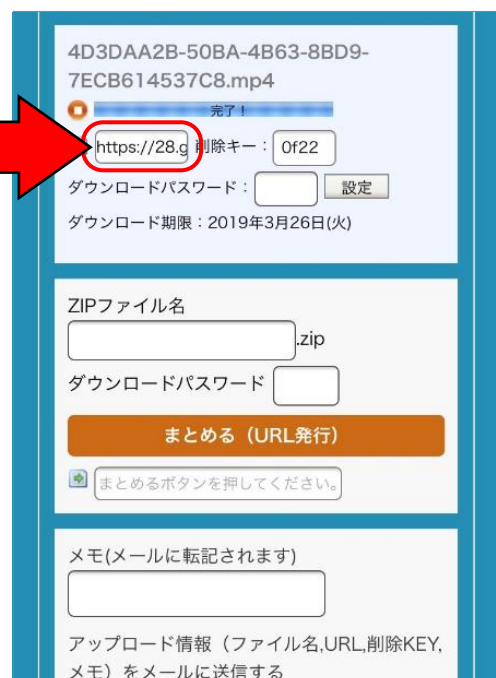 4D3DAA2B-50BA-4B63-8BD9-
7ECB614537C8.mp4
完了！
https://28.g 削除キー： 0f22
ダウンロードパスワード： 設定
ダウンロード期限：2019年3月26日(火)
ZIPファイル名
.zip
ダウンロードパスワード
まとめる（URL発行）
まとめるボタンを押してください。
メモ(メールに転記されます)
アップロード情報（ファイル名,URL,削除KEY,
メモ）をメールに送信する